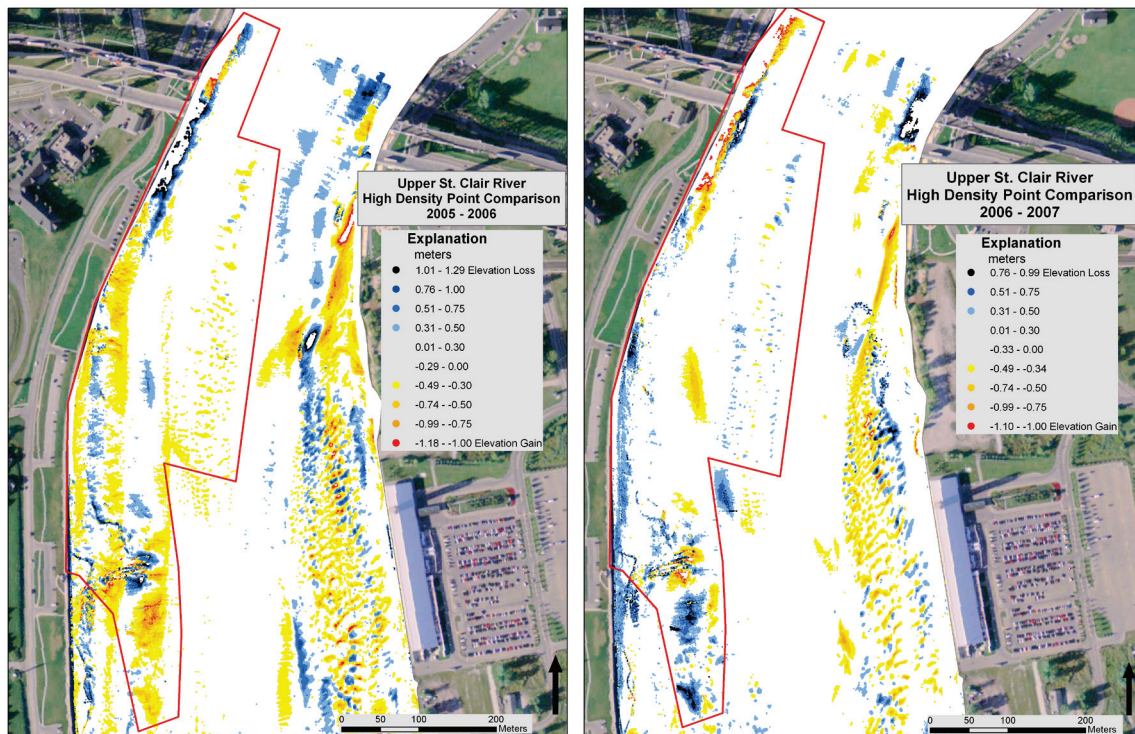 Upper St. Clair River
High Density Point Comparison
2005 - 2006
Explanation
meters
1.01 - 1.29 Elevation Loss
0.76 - 1.00
0.51 - 0.75
0.31 - 0.50
0.01 - 0.30
-0.29 - 0.00
-0.49 - -0.30
-0.74 - -0.50
-0.99 - -0.75
-1.18 - -1.00 Elevation Gain
0 50 100 200
Meters
Upper St. Clair River
High Density Point Comparison
2006 - 2007
Explanation
meters
0.76 - 0.99 Elevation Loss
0.51 - 0.75
0.31 - 0.50
0.01 - 0.30
-0.33 - 0.00
-0.49 - -0.34
-0.74 - -0.50
-0.99 - -0.75
-1.10 - -1.00 Elevation Gain
0 50 100 200
Meters